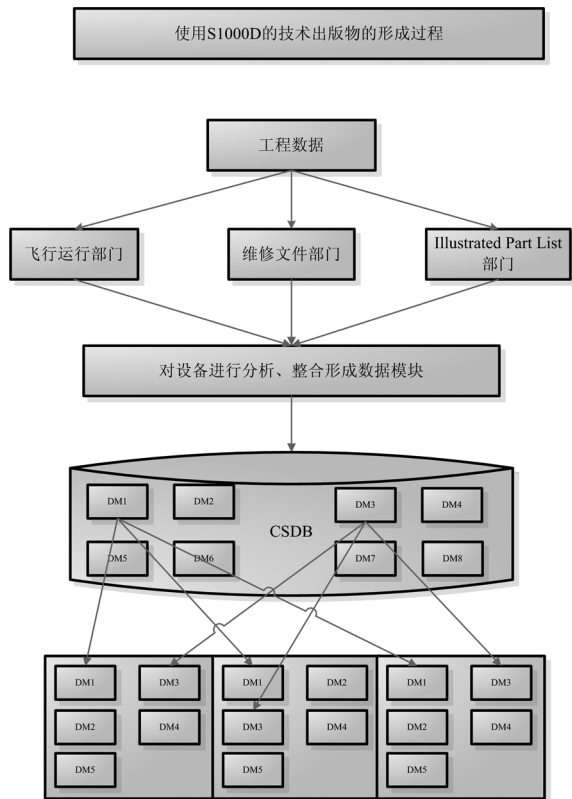 使用S1000D的技术出版物的形成过程
工程数据
飞行运行部门
维修文件部门
Illustrated Part List
部门
对设备进行分析、整合形成数据模块
DM1
DM2
DM3
DM4
CSDB
DM5
DM6
DM7
DM8
DM1
DM3
DM1
DM2
DM1
DM3
DM2
DM4
DM3
DM4
DM2
DM4
DM5
DM5
DM5